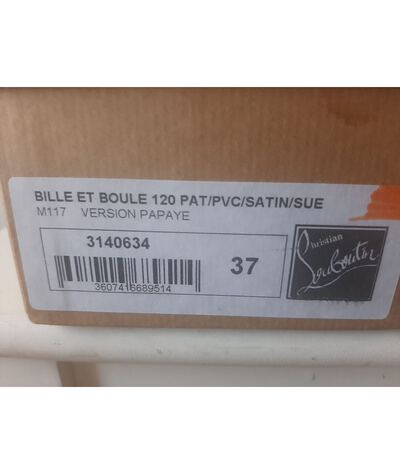 BILLE ET BOULE 120 PAT/PVC/SATIN/SUE
M117 VERSION PAPAYE
3140634
37
3607416689514
Christian
Louboutin